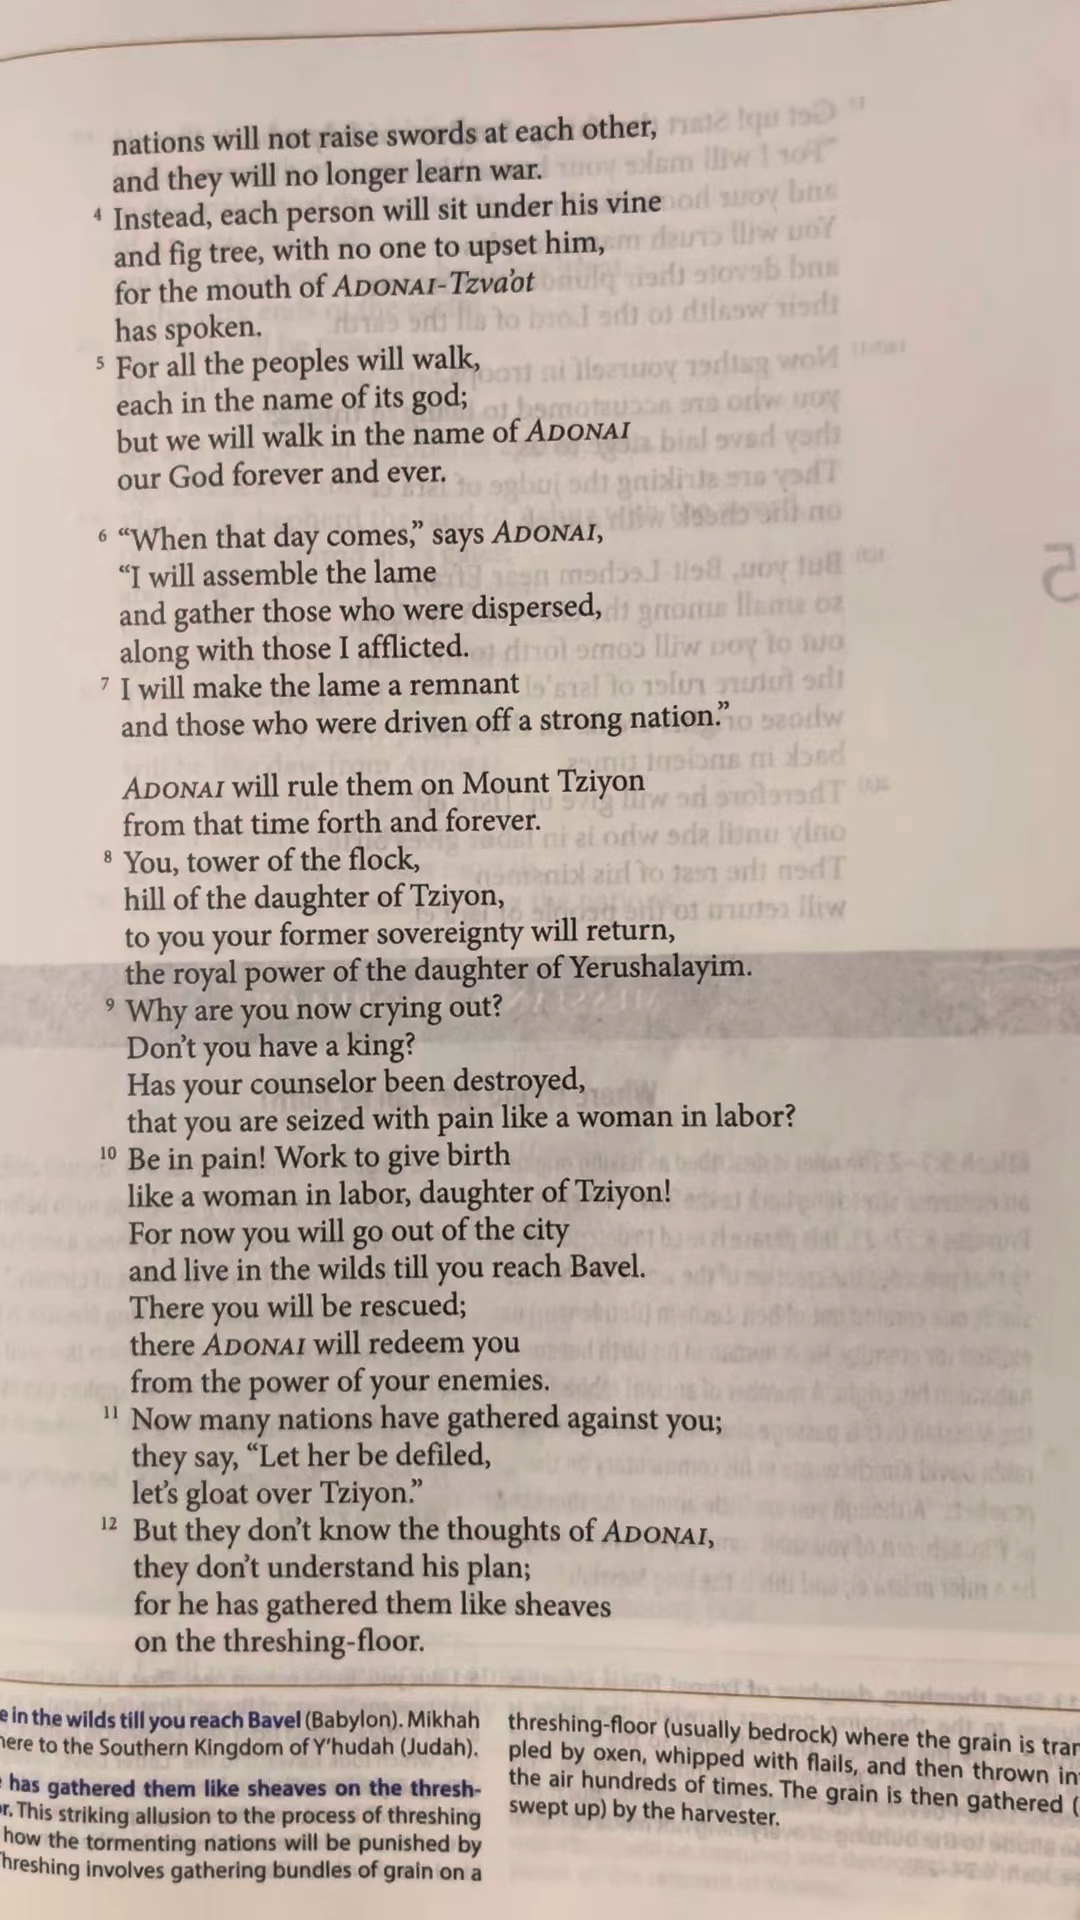 nations will not raise swords at each other,
and they will no longer learn war.
4 Instead, each person will sit under his vine
and fig tree, with no one to upset him,
for the mouth of ADONAI-Tzva'ot
has spoken.
5 For all the peoples will walk,
each in the name of its god;
but we will walk in the name of ADONAI
our God forever and ever.
6 “When that day comes,” says ADONAI,
“I will assemble the lame
and gather those who were dispersed,
along with those I afflicted.
7 I will make the lame a remnant
and those who were driven off a strong nation.”
ADONAI will rule them on Mount Tziyon
from that time forth and forever.
8 You, tower of the flock,
hill of the daughter of Tziyon,
to you your former sovereignty will return,
the royal power of the daughter of Yerushalayim.
9 Why are you now crying out?
Don’t you have a king?
Has your counselor been destroyed,
that you are seized with pain like a woman in labor?
10 Be in pain! Work to give birth
like a woman in labor, daughter of Tziyon!
For now you will go out of the city
and live in the wilds till you reach Bavel.
There you will be rescued;
there ADONAI will redeem you
from the power of your enemies.
11 Now many nations have gathered against you;
they say, “Let her be defiled,
let’s gloat over Tziyon.”
12 But they don’t know the thoughts of ADONAI,
they don’t understand his plan;
for he has gathered them like sheaves
on the threshing-floor.
in the wilds till you reach Bavel (Babylon). Mikhah
to the Southern Kingdom of Y’hudah (Judah).
has gathered them like sheaves on the thresh-
This striking allusion to the process of threshing
how the tormenting nations will be punished by
Threshing involves gathering bundles of grain on a
threshing-floor (usually bedrock) where the grain is tram
pled by oxen, whipped with flails, and then thrown in
the air hundreds of times. The grain is then gathered (
swept up) by the harvester.